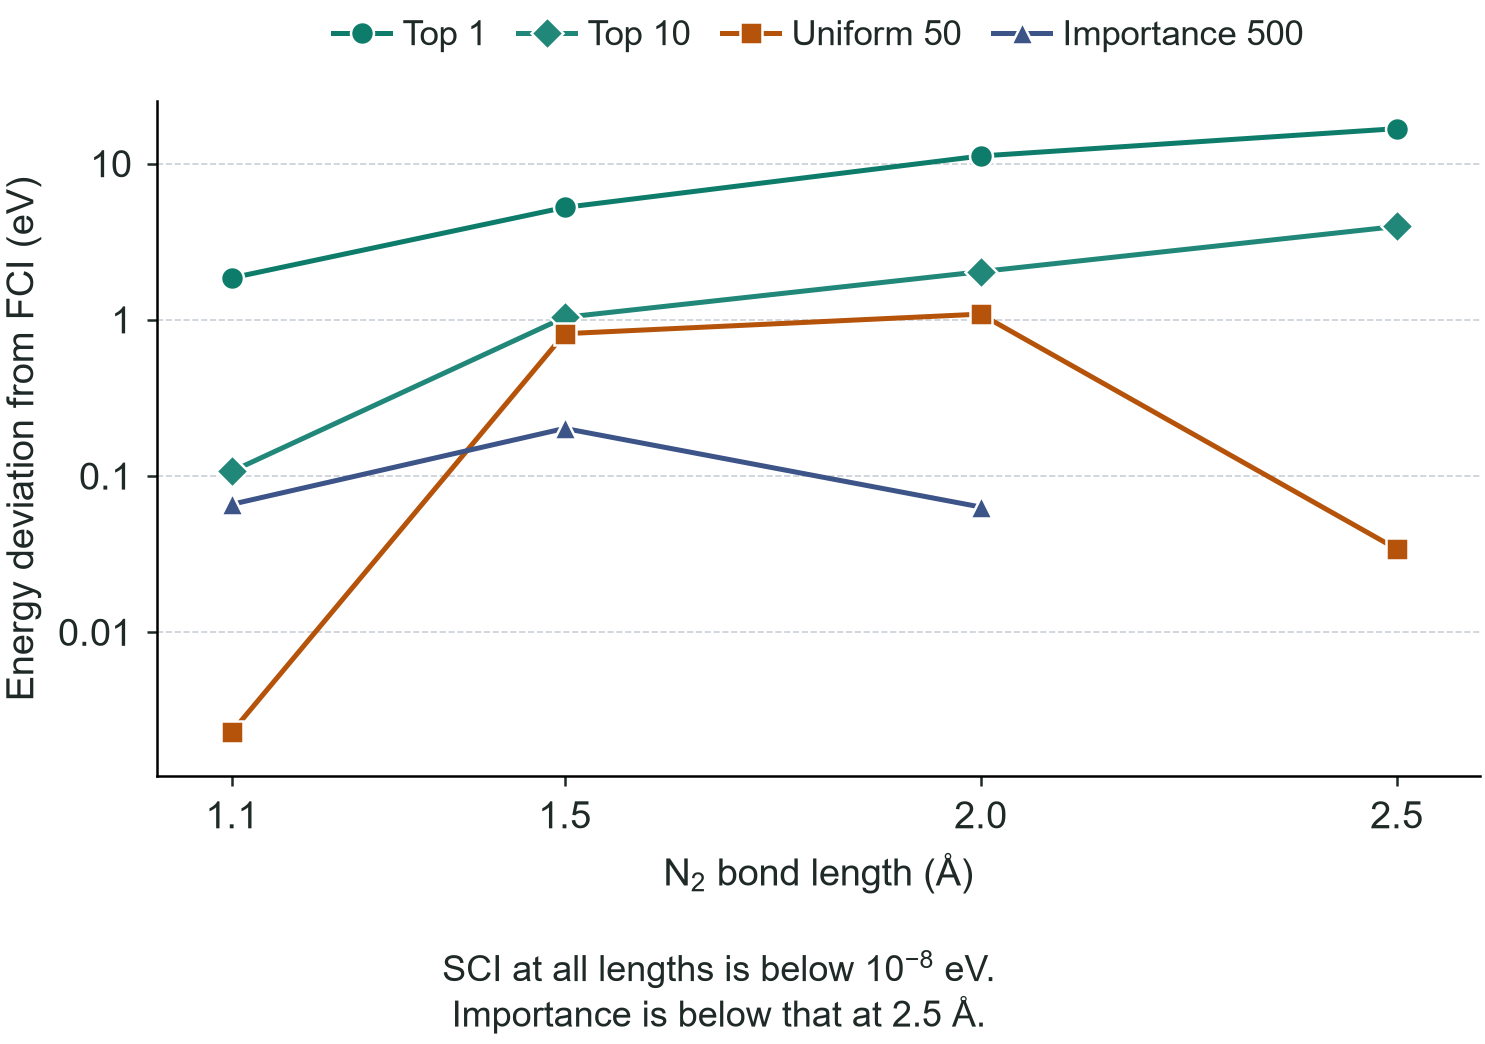 Top 1 Top 10 Uniform 50 Importance 500
Energy deviation from FCI (eV)
10
1
0.1
0.01
1.1 1.5 2.0 2.5
N₂ bond length (Å)
SCI at all lengths is below 10⁻⁸ eV.
Importance is below that at 2.5 Å.